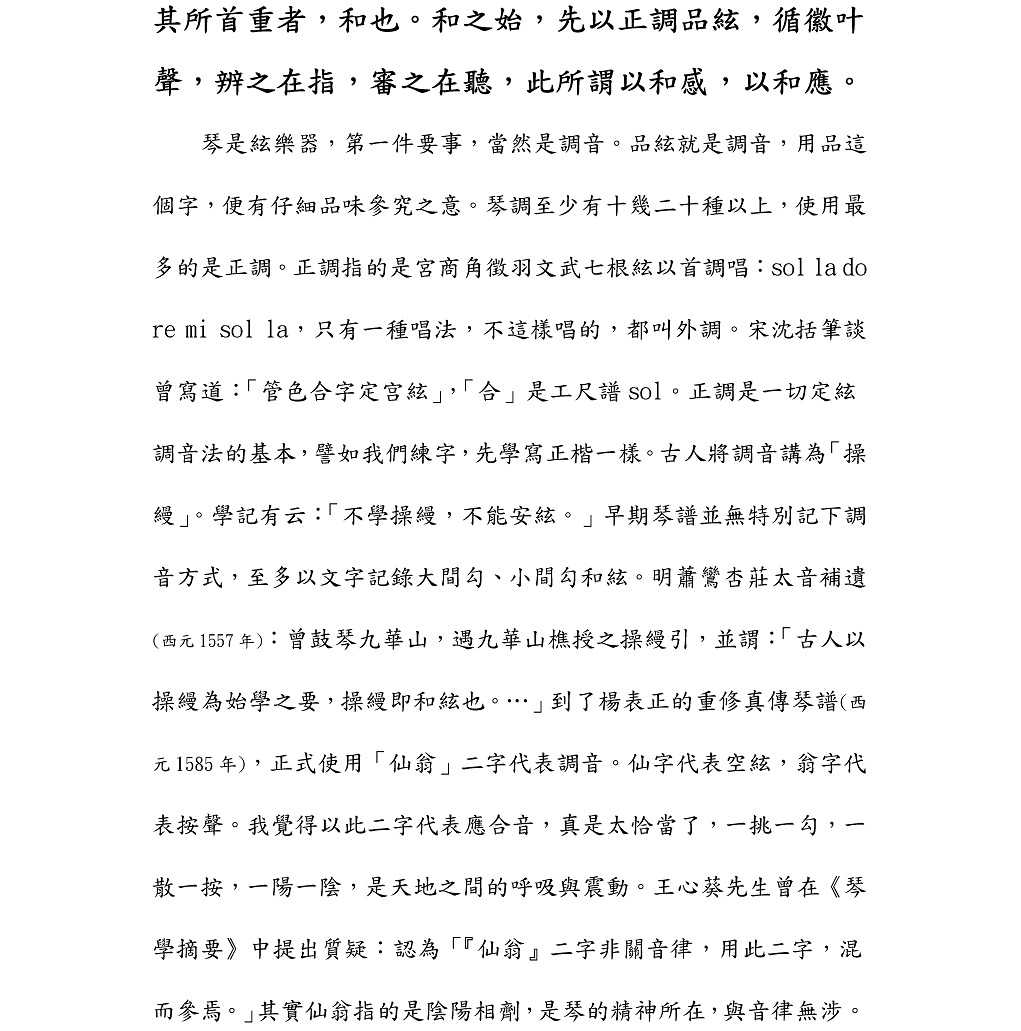 其所首重者，和也。和之始，先以正調品絃，循徽叶
聲，辨之在指，審之在聽，此所謂以和感，以和應。
琴是絃樂器，第一件要事，當然是調音。品絃就是調音，用品這
個字，便有仔細品味參究之意。琴調至少有十幾二十種以上，使用最
多的是正調。正調指的是宮商角徵羽文武七根絃以首調唱：sol la do
re mi sol la，只有一種唱法，不這樣唱的，都叫外調。宋沈括筆談
曾寫道：「管色合字定宮絃」，「合」是工尺譜 sol。正調是一切定絃
調音法的基本，譬如我們練字，先學寫正楷一樣。古人將調音講為「操
縵」。學記有云：「不學操縵，不能安絃。」早期琴譜並無特別記下調
音方式，至多以文字記錄大間勾、小間勾和絃。明蕭鸞杏莊太音補遺
(西元 1557 年)：曾鼓琴九華山，遇九華山樵授之操縵引，並謂：「古人以
操縵為始學之要，操縵即和絃也。…」到了楊表正的重修真傳琴譜(西
元 1585 年)，正式使用「仙翁」二字代表調音。仙字代表空絃，翁字代
表按聲。我覺得以此二字代表應合音，真是太恰當了，一挑一勾，一
散一按，一陽一陰，是天地之間的呼吸與震動。王心葵先生曾在《琴
學摘要》中提出質疑：認為「『仙翁』二字非關音律，用此二字，混
而參焉。」其實仙翁指的是陰陽相劑，是琴的精神所在，與音律無涉。